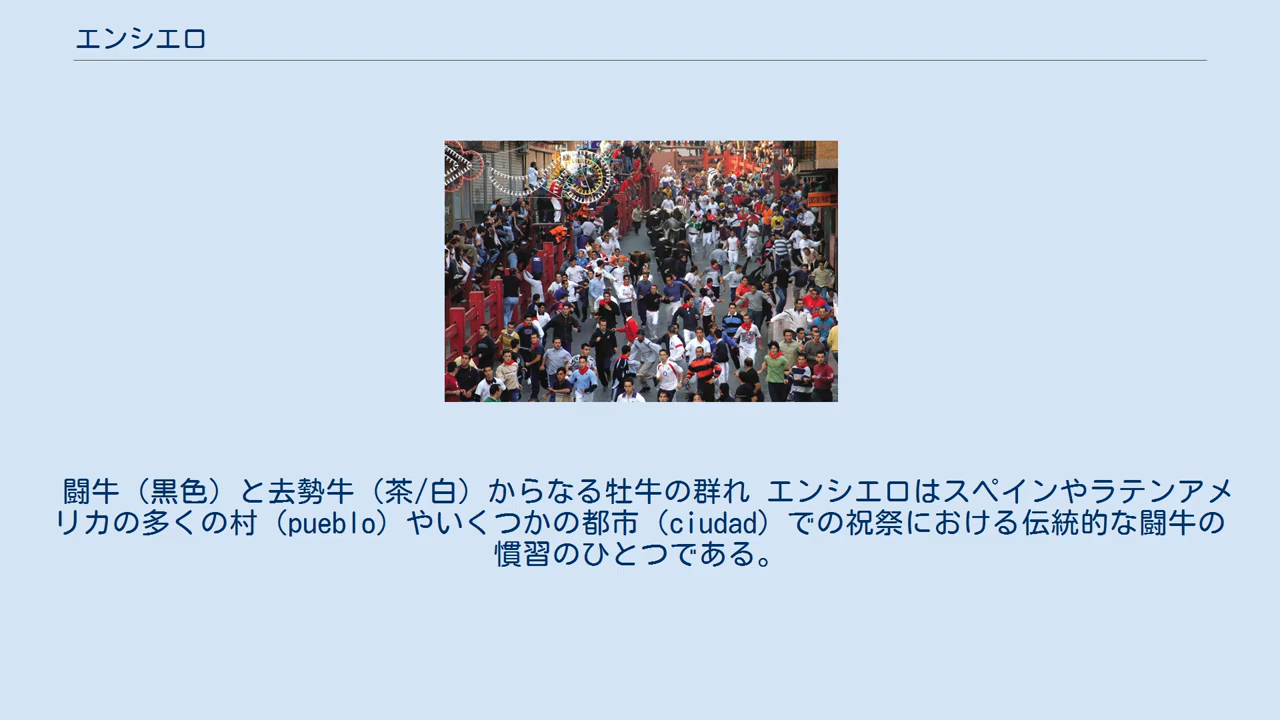 エンシエロ
闘牛（黒色）と去勢牛（茶/白）からなる牡牛の群れ エンシエロはスペインやラテンアメ
リカの多くの村（pueblo）やいくつかの都市（ciudad）での祝祭における伝統的な闘牛の
慣習のひとつである。